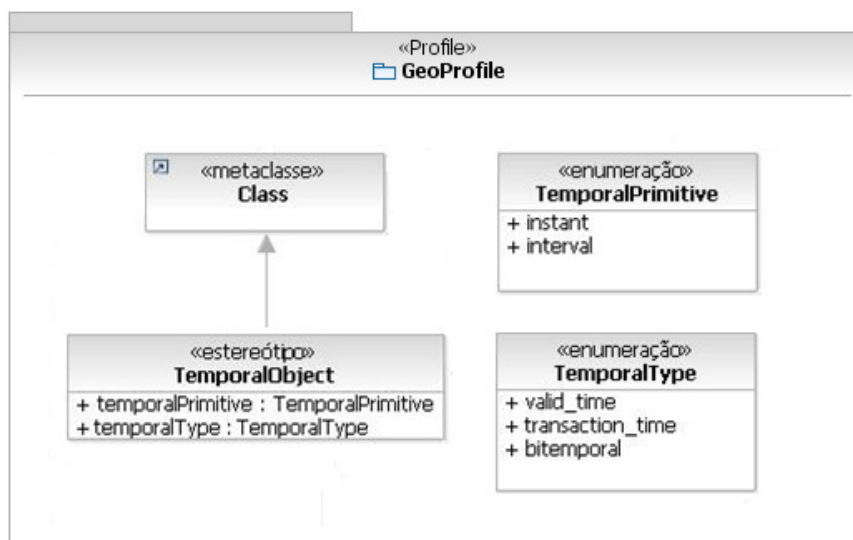 «Profile»
GeoProfile
«metaclasse»
Class
«enumeração»
TemporalPrimitive
+ instant
+ interval
«estereótipo»
TemporalObject
+ temporalPrimitive : TemporalPrimitive
+ temporalType : TemporalType
«enumeração»
TemporalType
+ valid_time
+ transaction_time
+ bitemporal